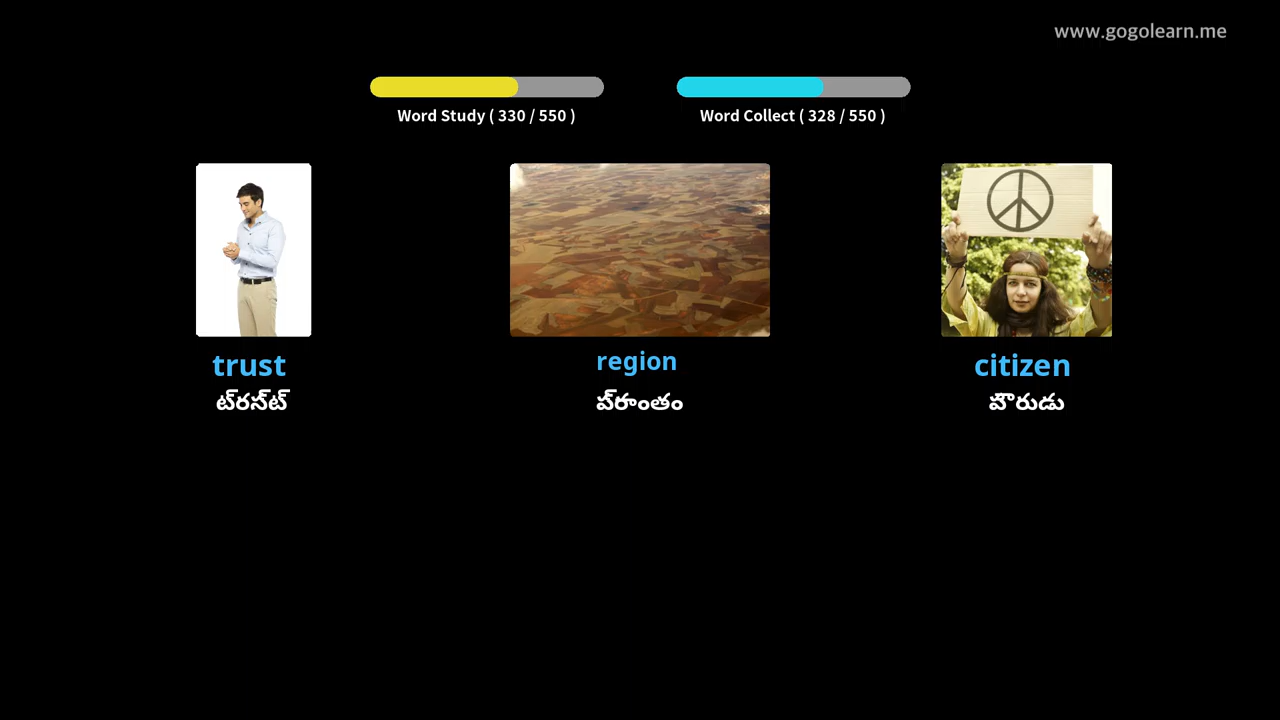 www.gogolearn.me
Word Study ( 330 / 550 )
Word Collect ( 328 / 550 )
trust
region
citizen
ట్రస్ట్
ప్రాంతం
పౌరుడు